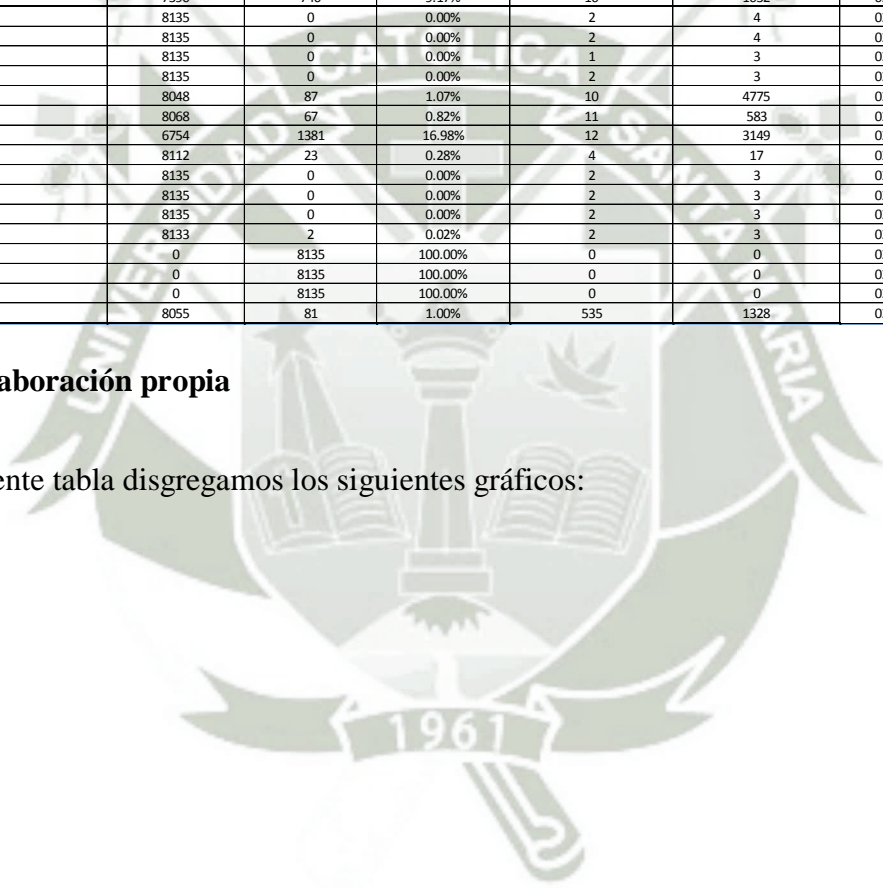 8135 0 0.00% 2 4
8135 0 0.00% 2 4
8135 0 0.00% 1 3
8135 0 0.00% 2 3
8048 87 1.07% 10 4775
8068 67 0.82% 11 583
6754 1381 16.98% 12 3149
8112 23 0.28% 4 17
8135 0 0.00% 2 3
8135 0 0.00% 2 3
8135 0 0.00% 2 3
8133 2 0.02% 2 3
0 8135 100.00% 0 0
0 8135 100.00% 0 0
0 8135 100.00% 0 0
8055 81 1.00% 535 1328
aboración propia
ente tabla disgregamos los siguientes gráficos:
UNIVERSIDAD CATOLICA SANTA MARIA
1961